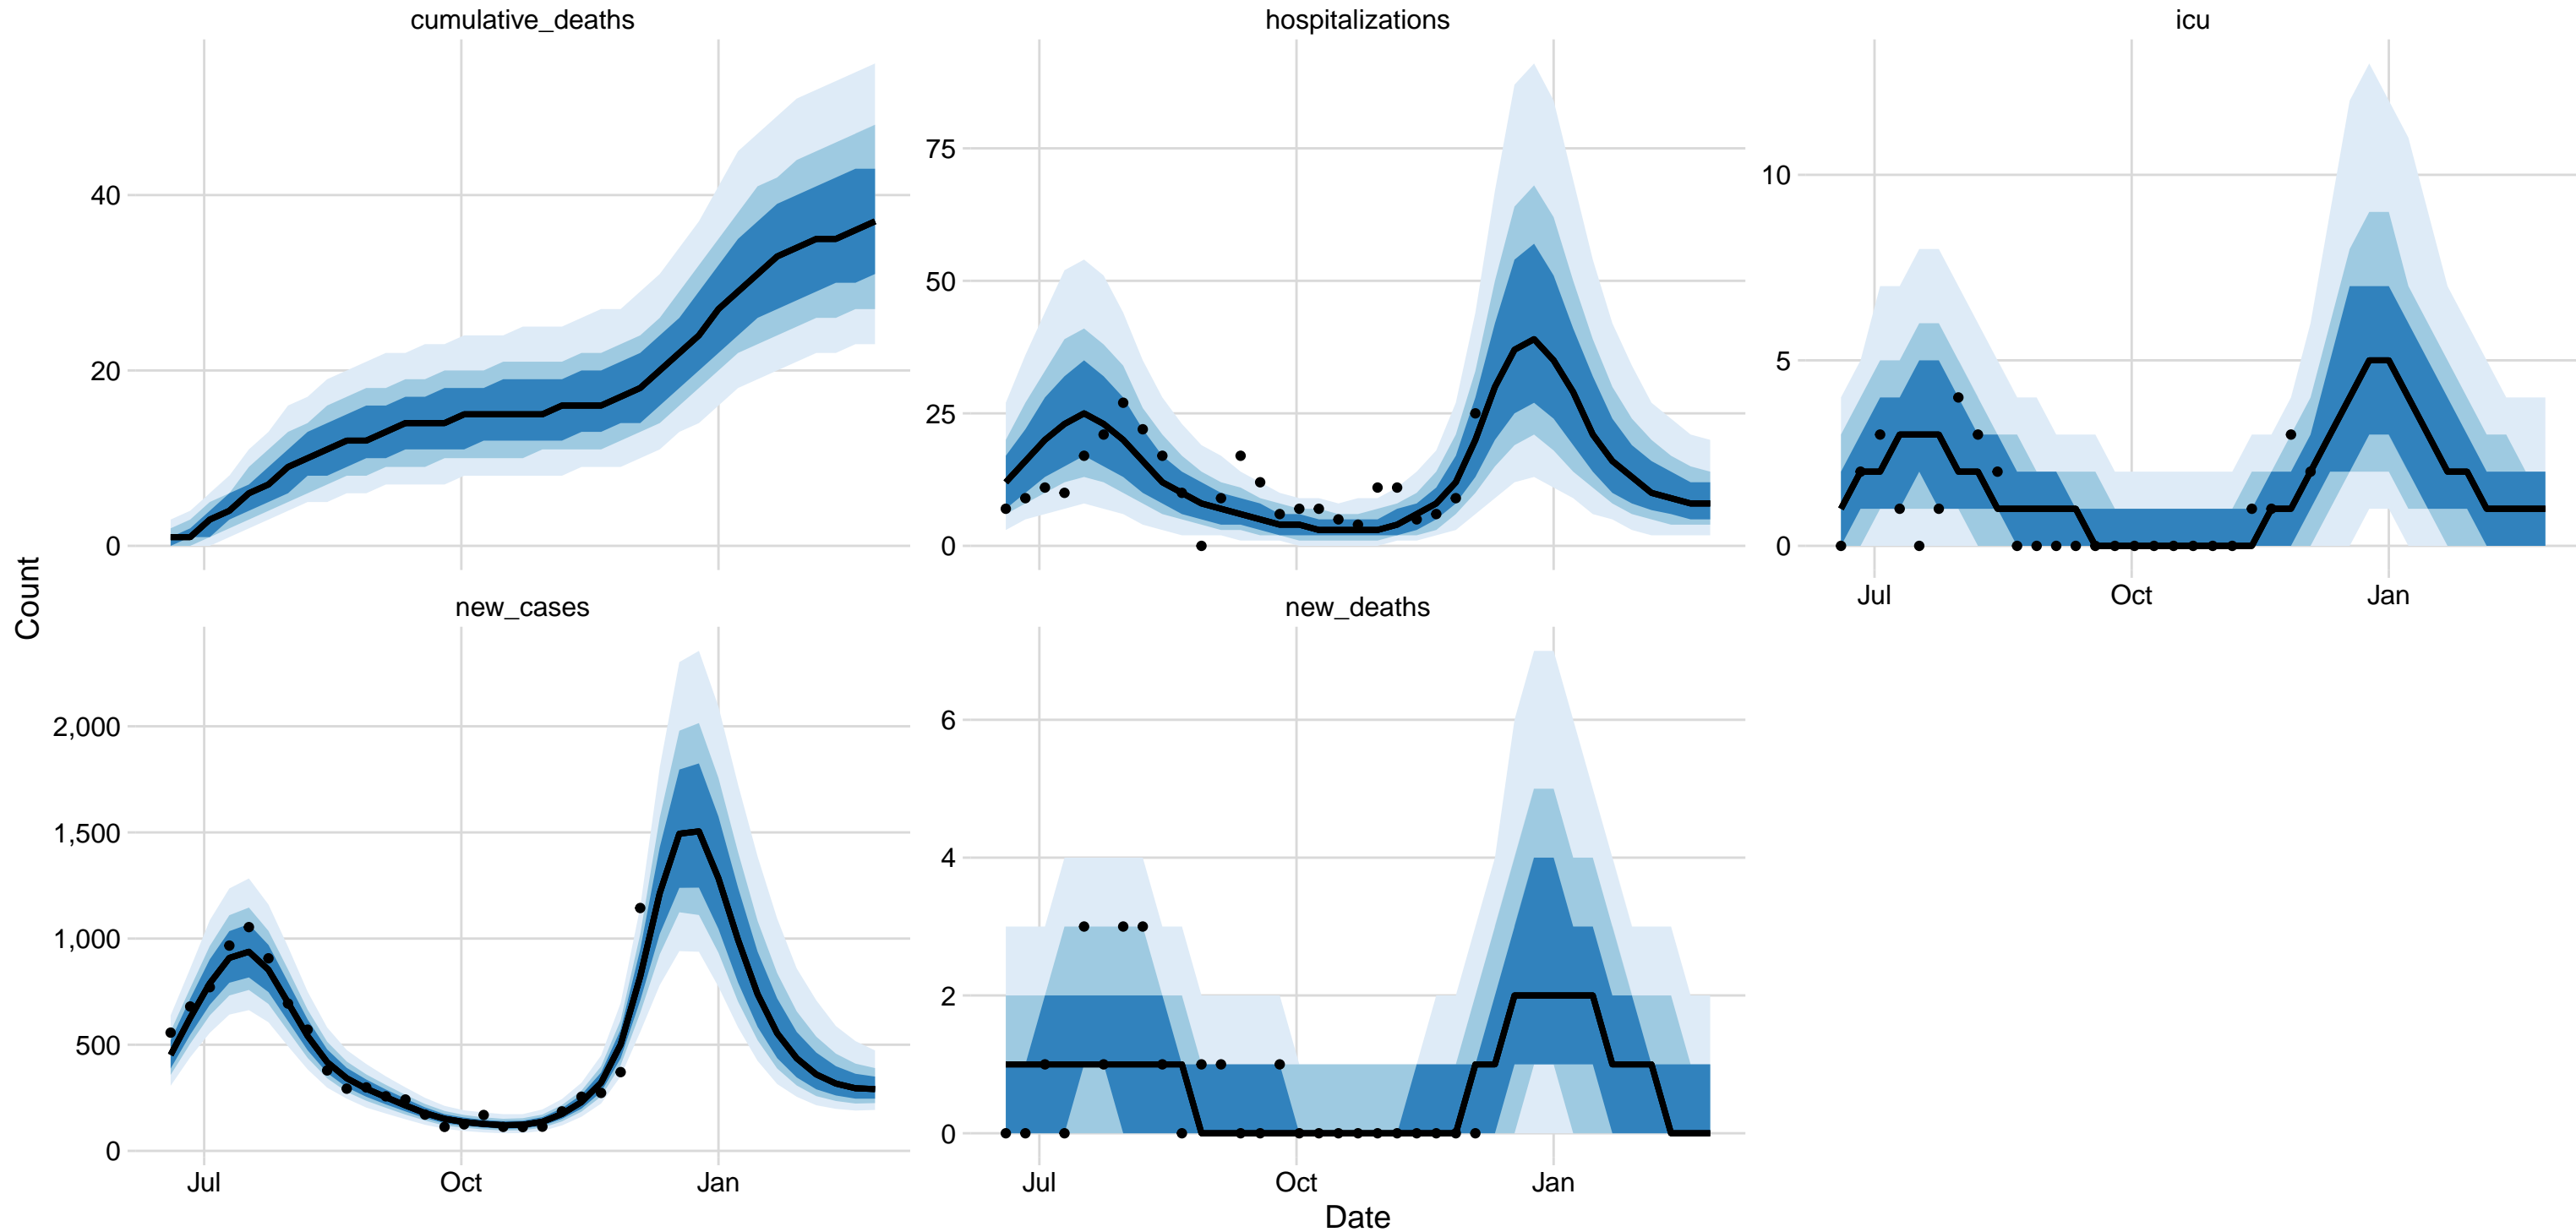 cumulative_deaths
hospitalizations
icu
40
20
0
75
50
25
0
10
5
0
Jul
Oct
Jan
Count
new_cases
new_deaths
2,000
1,500
1,000
500
0
6
4
2
0
Jul
Oct
Jan
Jul
Oct
Jan
Date